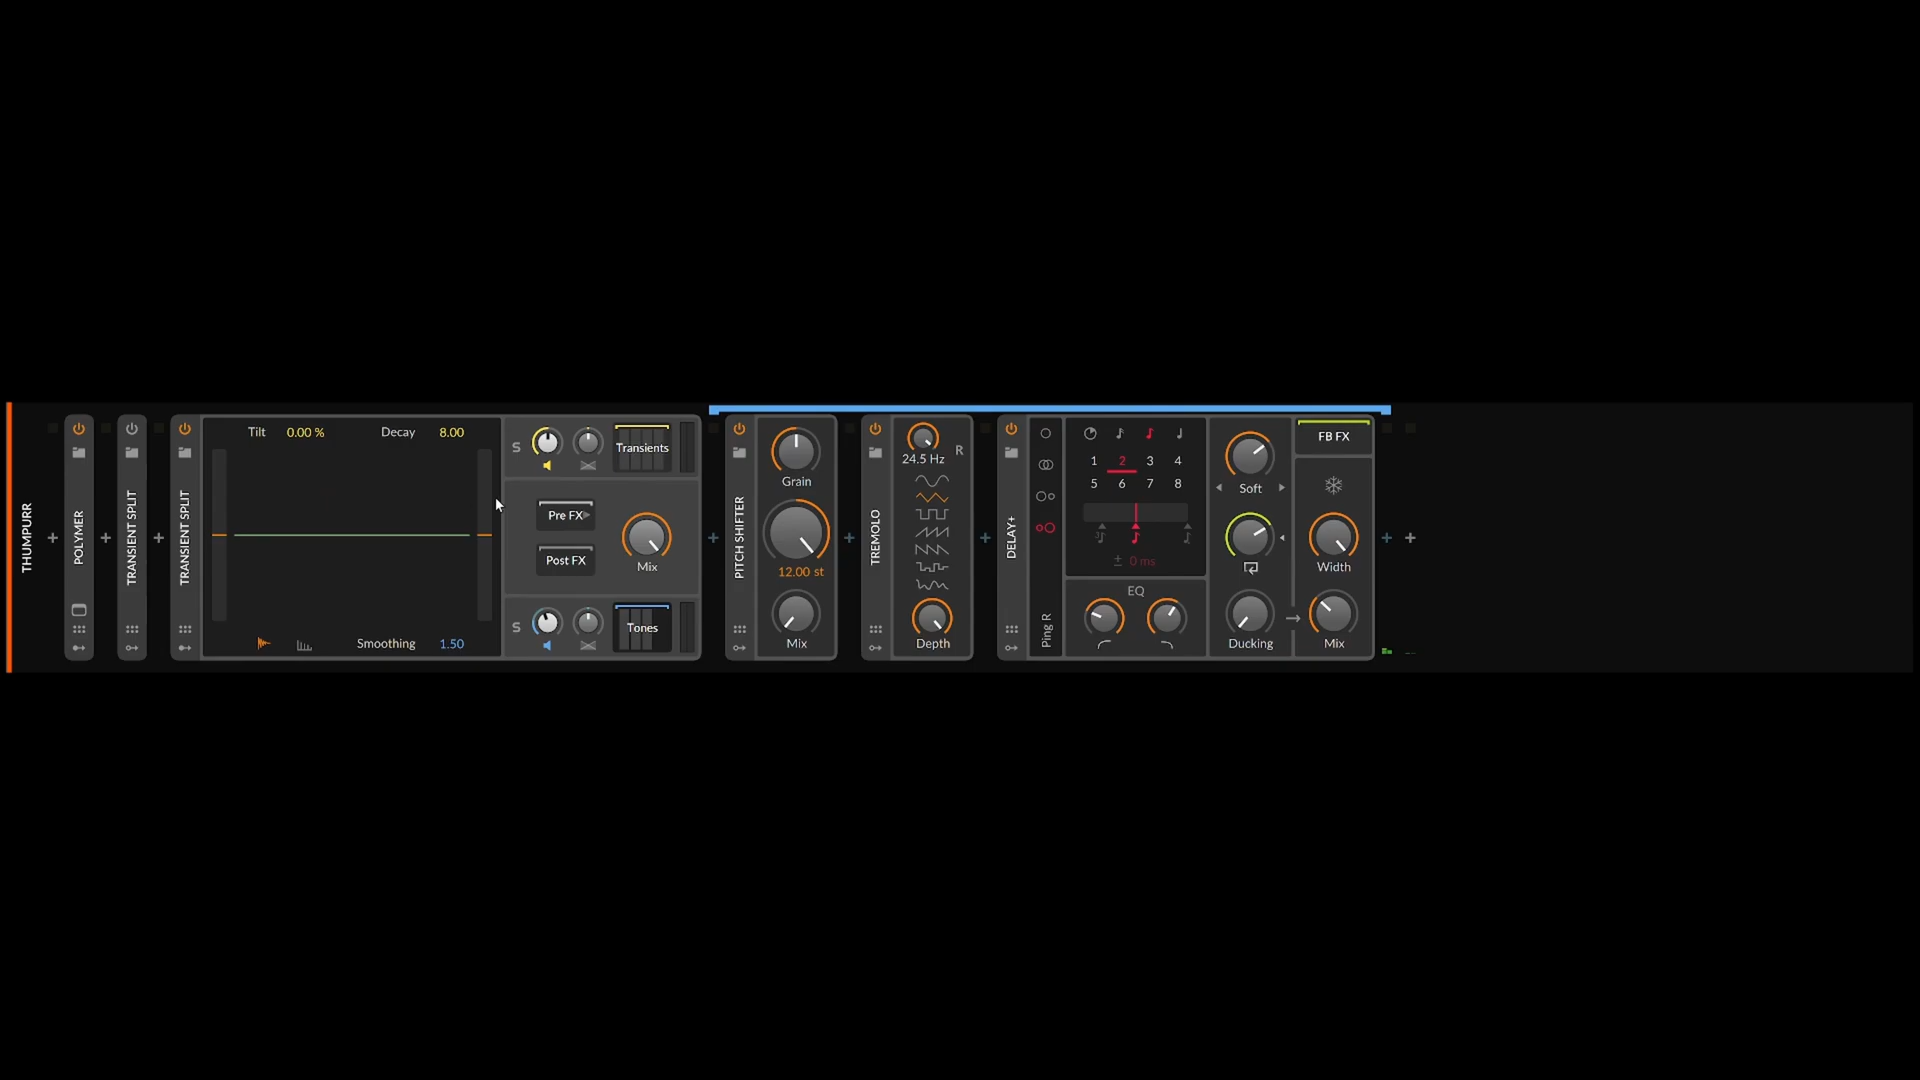 THUMPURR
POLYMER
TRANSIENT SPLIT
TRANSIENT SPLIT
Tilt 0.00 % Decay 8.00
Smoothing 1.50
S Transients
Pre FX
Post FX
Mix
S Tones
PITCH SHIFTER
Grain
12.00 st
Mix
TREMOLO
24.5 Hz R
Depth
DELAY+
Ping R
1 2 3 4
5 6 7 8
± 0 ms
EQ
Soft
Ducking
FB FX
Width
Mix